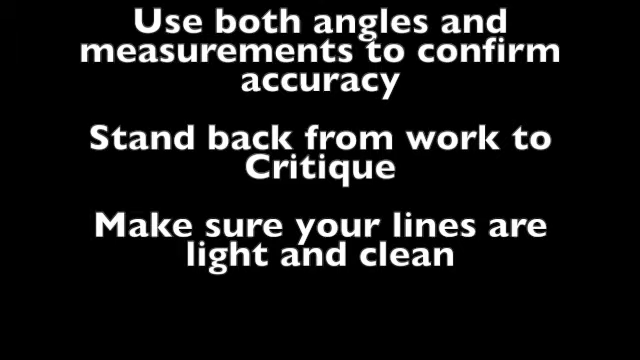 Use both angles and
measurements to confirm
accuracy
Stand back from work to
Critique
Make sure your lines are
light and clean